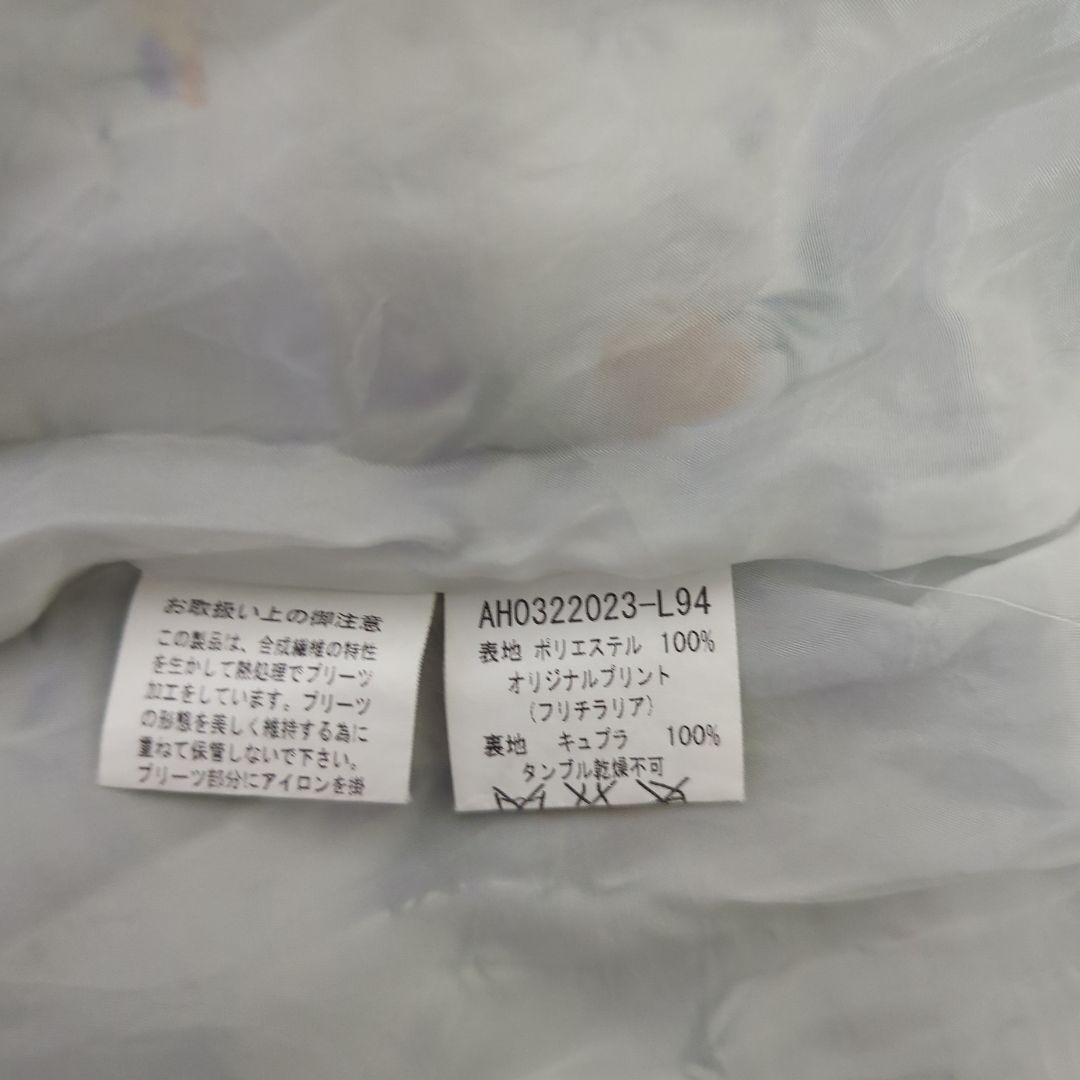 お取扱い上の御注意
この製品は、合成繊維の特性
を生かして熱処理でプリーツ
加工をしています。プリーツ
の形態を美しく維持する為に
重ねて保管しないで下さい。
プリーツ部分にアイロンを掛
AH0322023-L94
表地 ポリエステル 100%
オリジナルプリント
(フリチラリア)
裏地 キュプラ 100%
タンブル乾燥不可